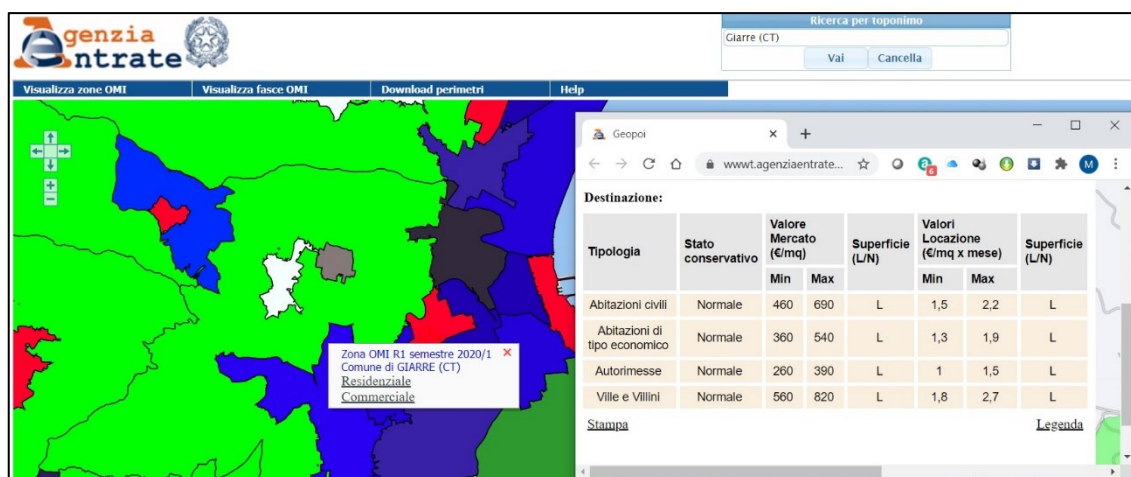 Agenzia
Entrate
Ricerca per toponimo
Giarre (CT)
Vai Cancella
Visualizza zone OMI Visualizza fasce OMI Download perimetri Help
Zona OMI R1 semestre 2020/1
Comune di GIARRE (CT)
Residenziale
Commerciale
Geopoi
wwwt.agenziaentrate...
6
M
Destinazione:
Tipologia Stato conservativo Valore Mercato (€/mq) Superficie (L/N) Valori Locazione (€/mq x mese) Superficie (L/N)
Min Max Min Max
Abitazioni civili Normale 460 690 L 1,5 2,2 L
Abitazioni di tipo economico Normale 360 540 L 1,3 1,9 L
Autorimesse Normale 260 390 L 1 1,5 L
Ville e Villini Normale 560 820 L 1,8 2,7 L
Stampa Legenda